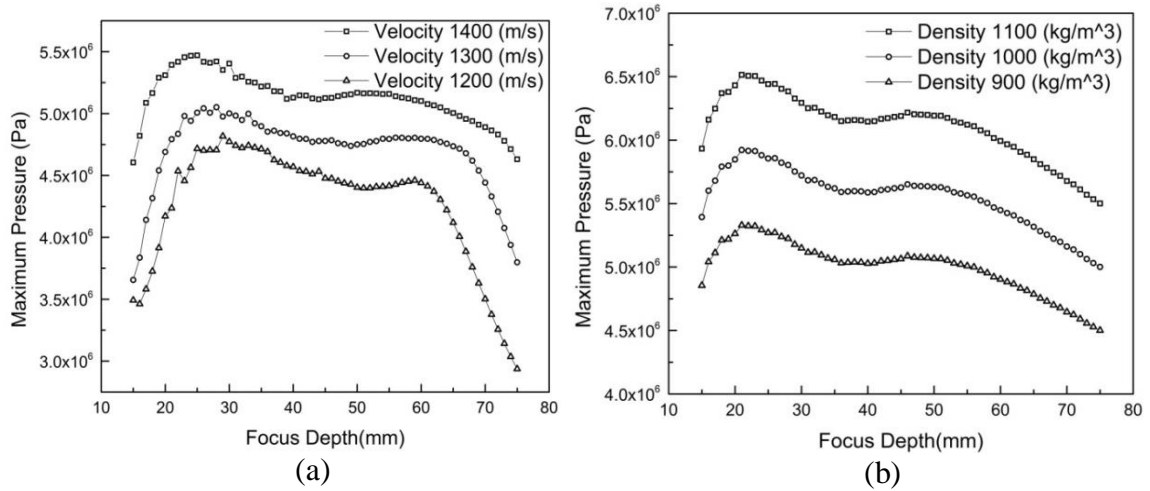 Velocity 1400 (m/s)
Velocity 1300 (m/s)
Velocity 1200 (m/s)
5.5x10^6
5.0x10^6
4.5x10^6
4.0x10^6
3.5x10^6
3.0x10^6
Maximum Pressure (Pa)
10 20 30 40 50 60 70 80
Focus Depth(mm)
(a)
Density 1100 (kg/m^3)
Density 1000 (kg/m^3)
Density 900 (kg/m^3)
7.0x10^6
6.5x10^6
6.0x10^6
5.5x10^6
5.0x10^6
4.5x10^6
4.0x10^6
Maximum Pressure (Pa)
10 20 30 40 50 60 70 80
Focus Depth(mm)
(b)